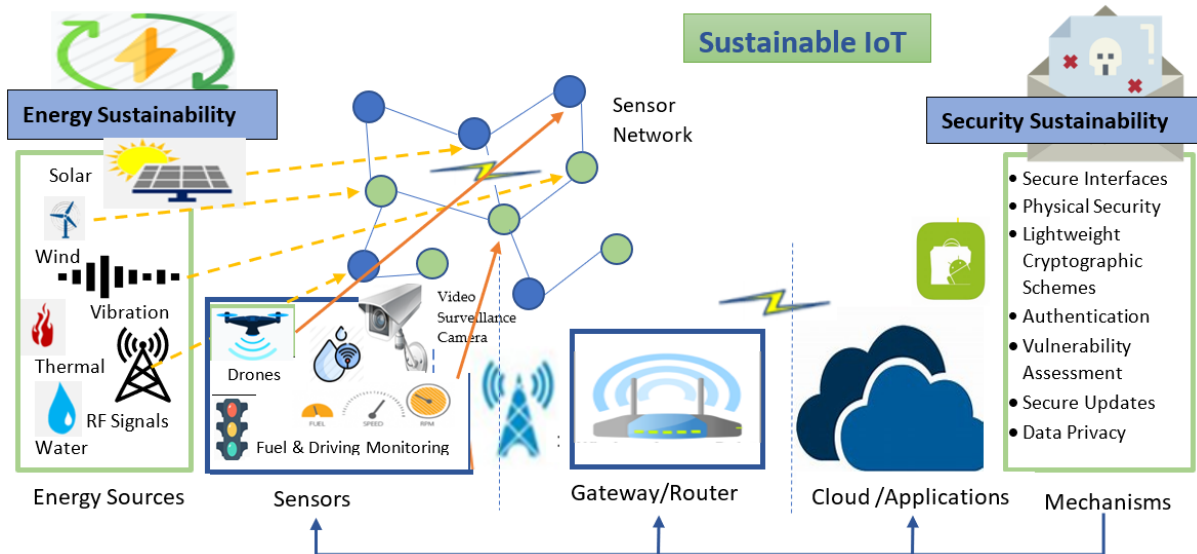 Sustainable IoT
Energy Sustainability
Security Sustainability
Sensor
Network
Solar
Wind
Vibration
Thermal
RF Signals
Water
Energy Sources
Video
Surveillance
Camera
Drones
FUEL
SPEED
RPM
Fuel & Driving Monitoring
Sensors
:
Gateway/Router
Cloud /Applications
• Secure Interfaces
• Physical Security
• Lightweight
Cryptographic
Schemes
• Authentication
• Vulnerability
Assessment
• Secure Updates
• Data Privacy
Mechanisms